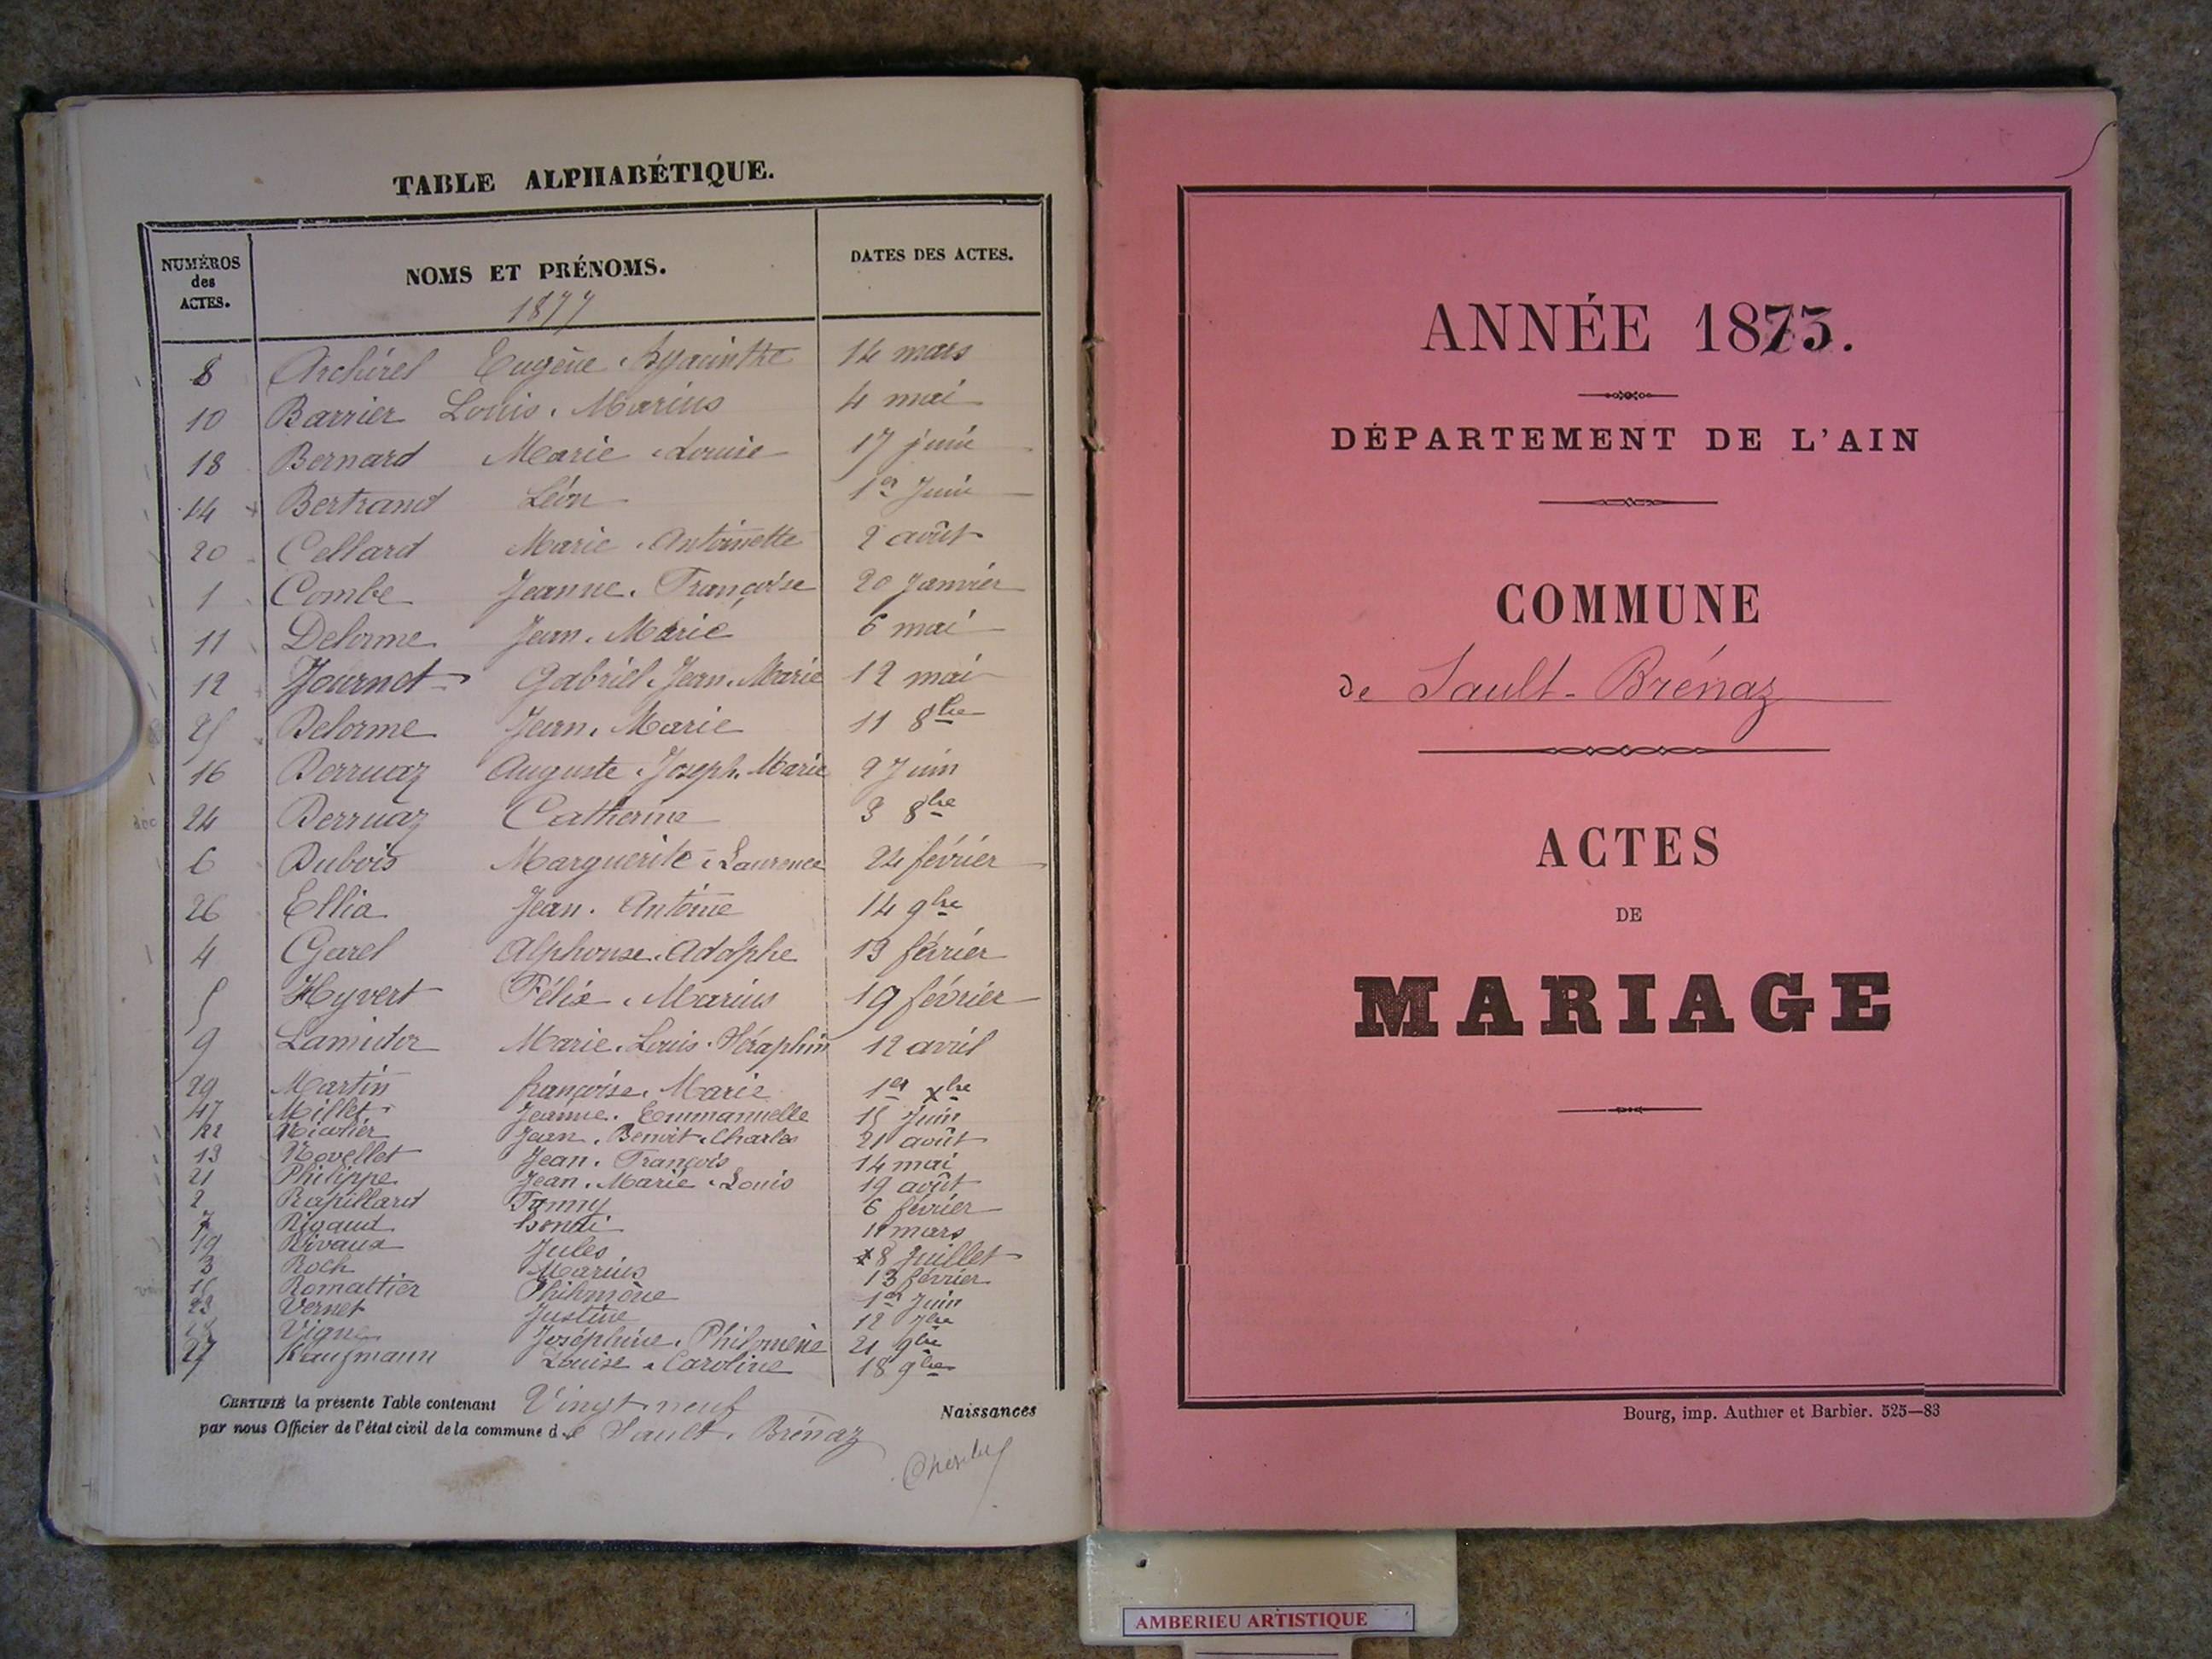 TABLE ALPHABÉTIQUE.
NUMÉROS des ACTES. NOMS ET PRÉNOMS. DATES DES ACTES.
1877
8 Archirel Eugène Hyacinthe 14 mars
10 Barrier Louis. Marius 4 mai
18 Bernard Marie Louise 17 juin
14 Bertrand Léon 1er Juin
20 Cellard Marie Antoinette 2 août
1 Combe Jeanne. Françoise 20 Janvier
11 Delorme Jean. Marie 6 mai
12 Journot Gabriel Jean Marie 12 mai
25 Delorme Jean. Marie 11 8bre
16 Derruaz Auguste Joseph Marie 2 Juin
24 Derruaz Catherine 3 8bre
6 Dubois Marguerite Laurence 24 février
26 Ellia Jean. Antoine 14 9bre
4 Garel Alphonse Adolphe 13 février
5 Hyvert Félix Marius 19 février
9 Marie. Louis. Séraphin 12 avril
29 Martin françoise. Marie 1er Xbre
17 Millet Jeanne. Emmanuelle 15 Juin
22 Nicolier Jean. Benoit Charles 21 août
13 Novellet Jean. François 14 mai
21 Philippe Jean. Marie Louis 19 août
2 Rapillard Fanny 6 février
7 Rigaud 11 mars
19 Rivaux Jules 8 Juillet
3 Roch Marius 13 février
15 Romattier Philomène 1er Juin
23 Vernet Justine 12 7bre
Vigne Joséphine. Philomène 21 9bre
27 Kaufmann Louise Caroline 18 9bre
CERTIFIÉ la présente Table contenant Vingt neuf Naissances
par nous Officier de l'état civil de la commune de Sault. Brénaz
ANNÉE 1873.
DÉPARTEMENT DE L'AIN
COMMUNE
de Sault-Brénaz
ACTES
DE
MARIAGE
Bourg, imp. Authier et Barbier. 525—83
AMBERIEU ARTISTIQUE